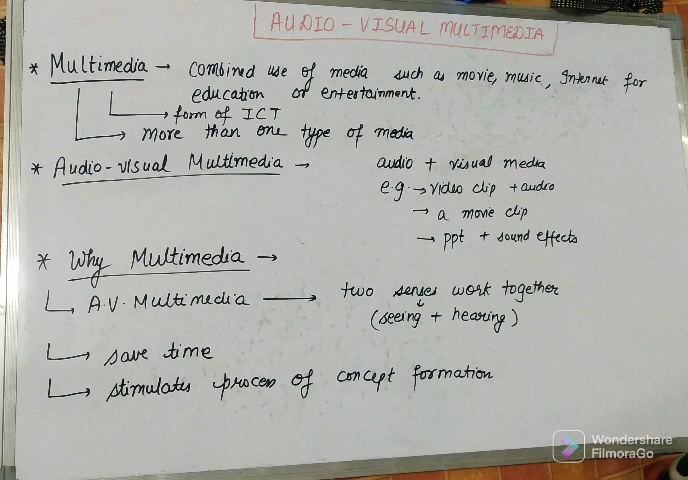 AUDIO - VISUAL MULTIMEDIA
* Multimedia → combined use of media such as movie, music, Internet for
education or entertainment.
→ form of ICT
→ more than one type of media
* Audio-visual Multimedia → audio + visual media
e.g. → video clip + audio
→ a movie clip
→ ppt + sound effects
* Why Multimedia →
→ A.V. Multimedia → two senses work together
(seeing + hearing)
→ save time
→ stimulates process of concept formation
Wondershare
FilmoraGo